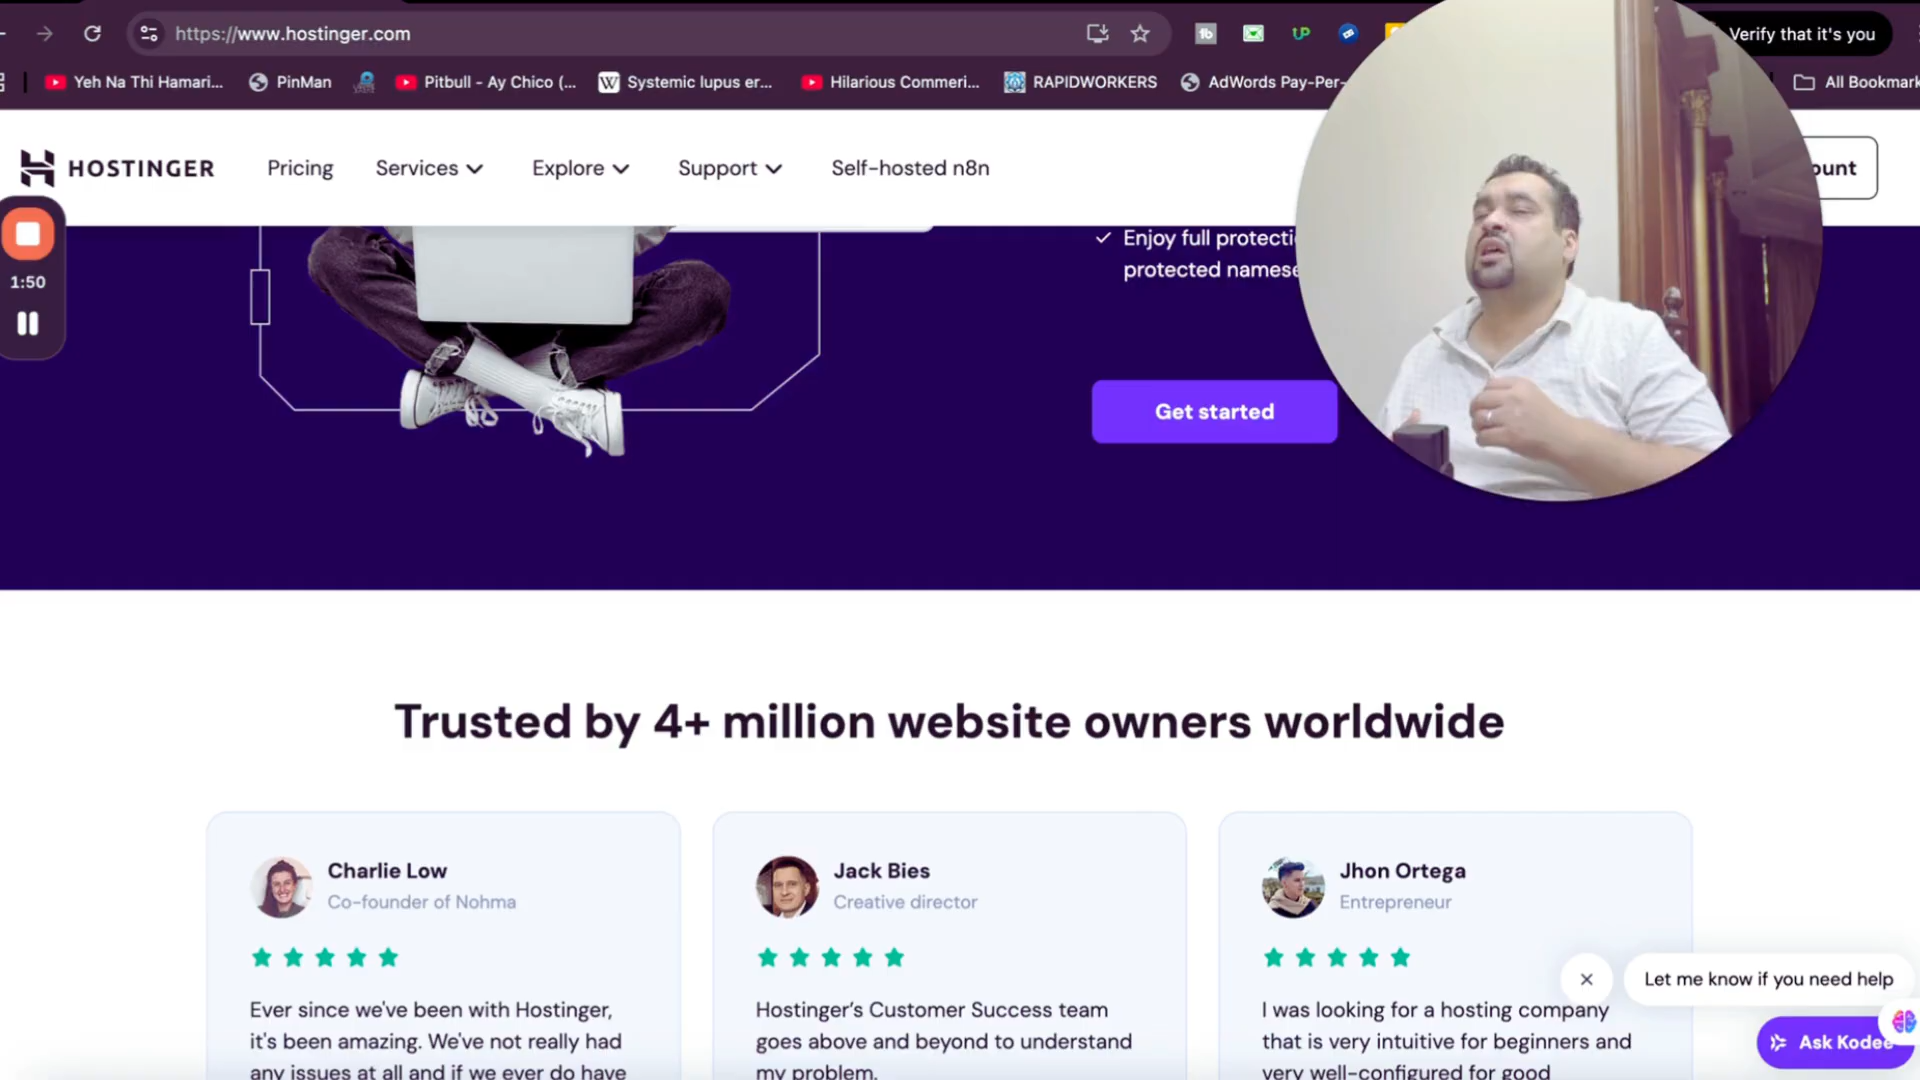 https://www.hostinger.com
Verify that it's you
Yeh Na Thi Hamari...
PinMan
Pitbull - Ay Chico (...
Systemic lupus er...
Hilarious Commeri...
RAPIDWORKERS
AdWords Pay-Per-
All Bookmark
HOSTINGER
Pricing
Services
Explore
Support
Self-hosted n8n
ount
1:50
Enjoy full protecti
protected namese
Get started
Trusted by 4+ million website owners worldwide
Charlie Low
Co-founder of Nohma
Ever since we've been with Hostinger,
it's been amazing. We've not really had
any issues at all and if we ever do have
Jack Bies
Creative director
Hostinger’s Customer Success team
goes above and beyond to understand
my problem.
Jhon Ortega
Entrepreneur
I was looking for a hosting company
that is very intuitive for beginners and
very well-configured for good
Let me know if you need help
Ask Kodee